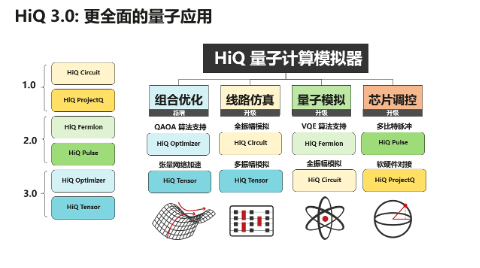 HiQ 3.0: 更全面的量子应用
HiQ 量子计算模拟器
1.0
HiQ Circuit
HiQ ProjectQ
2.0
HiQ Fermion
HiQ Pulse
3.0
HiQ Optimizer
HiQ Tensor
组合优化
QAOA 算法支持
HiQ Optimizer
张量网络加速
HiQ Tensor
线路仿真
升级
全振幅模拟
HiQ Circuit
多振幅模拟
HiQ Tensor
量子模拟
升级
VQE 算法支持
HiQ Fermion
全振幅模拟
HiQ Circuit
芯片调控
升级
多比特脉冲
HiQ Pulse
软硬件对接
HiQ ProjectQ